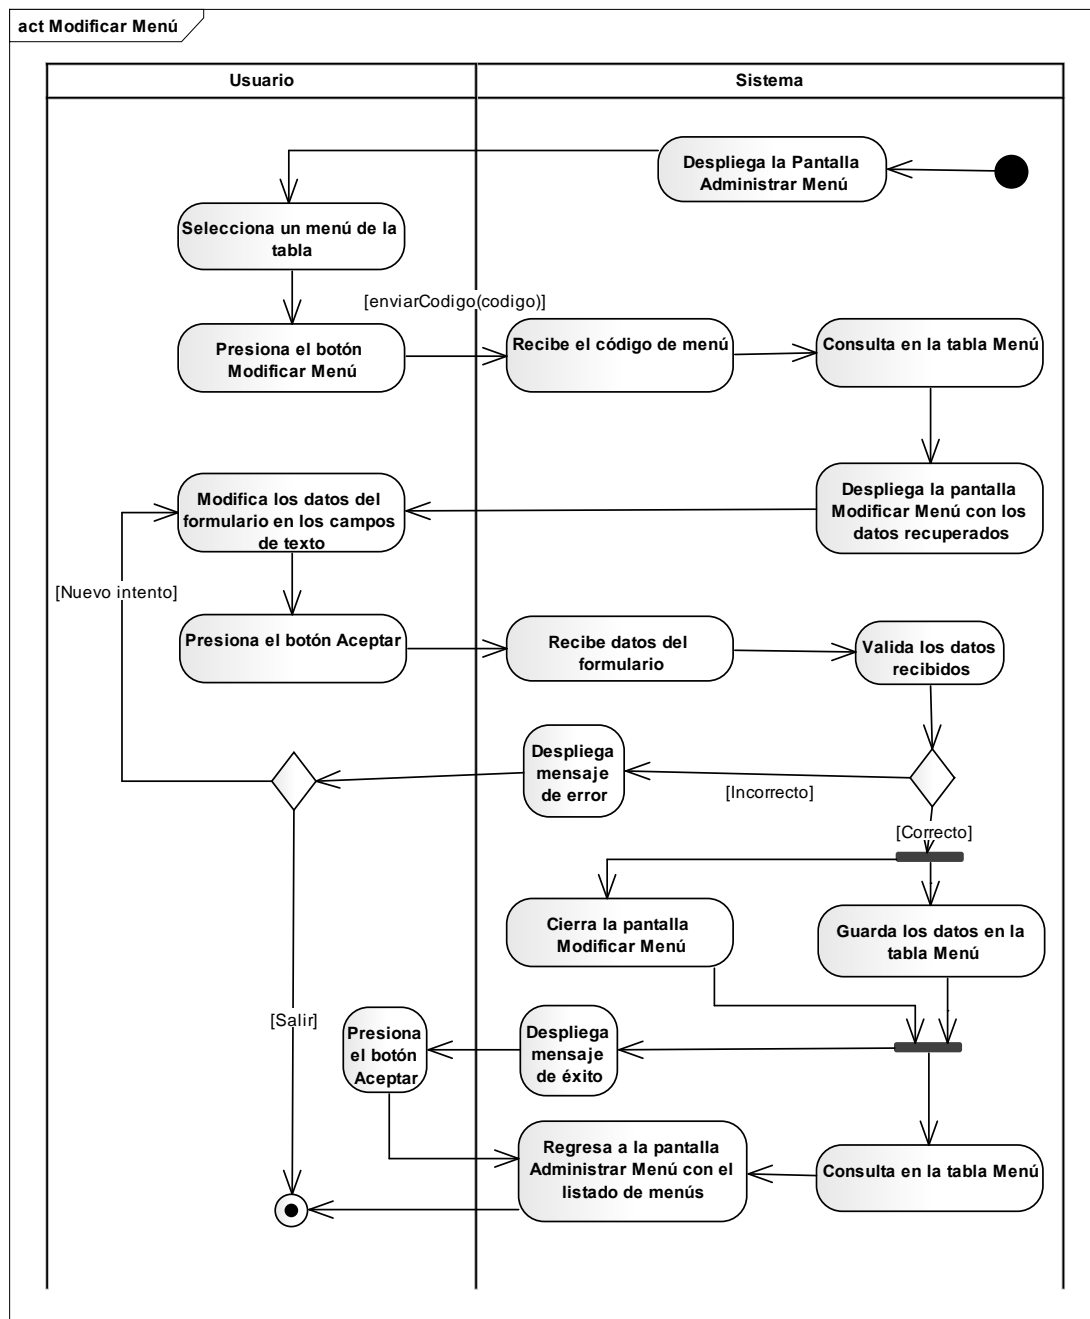 act Modificar Menú
Usuario
Sistema
Despliega la Pantalla
Administrar Menú
Selecciona un menú de la
tabla
[enviarCodigo(codigo)]
Presiona el botón
Modificar Menú
Recibe el código de menú
Consulta en la tabla Menú
Modifica los datos del
formulario en los campos
de texto
Despliega la pantalla
Modificar Menú con los
datos recuperados
[Nuevo intento]
Presiona el botón Aceptar
Recibe datos del
formulario
Valida los datos
recibidos
Despliega
mensaje
de error
[Incorrecto]
[Correcto]
Cierra la pantalla
Modificar Menú
Guarda los datos en la
tabla Menú
[Salir]
Presiona
el botón
Aceptar
Despliega
mensaje
de éxito
Regresa a la pantalla
Administrar Menú con el
listado de menús
Consulta en la tabla Menú